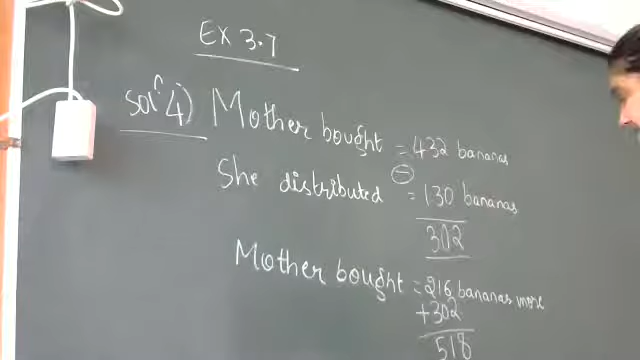 Ex 3.7
Solⁿ 4) Mother bought = 432 bananas
She distributed ⊖ = 130 bananas
302
Mother bought = 216 bananas more
+302
518